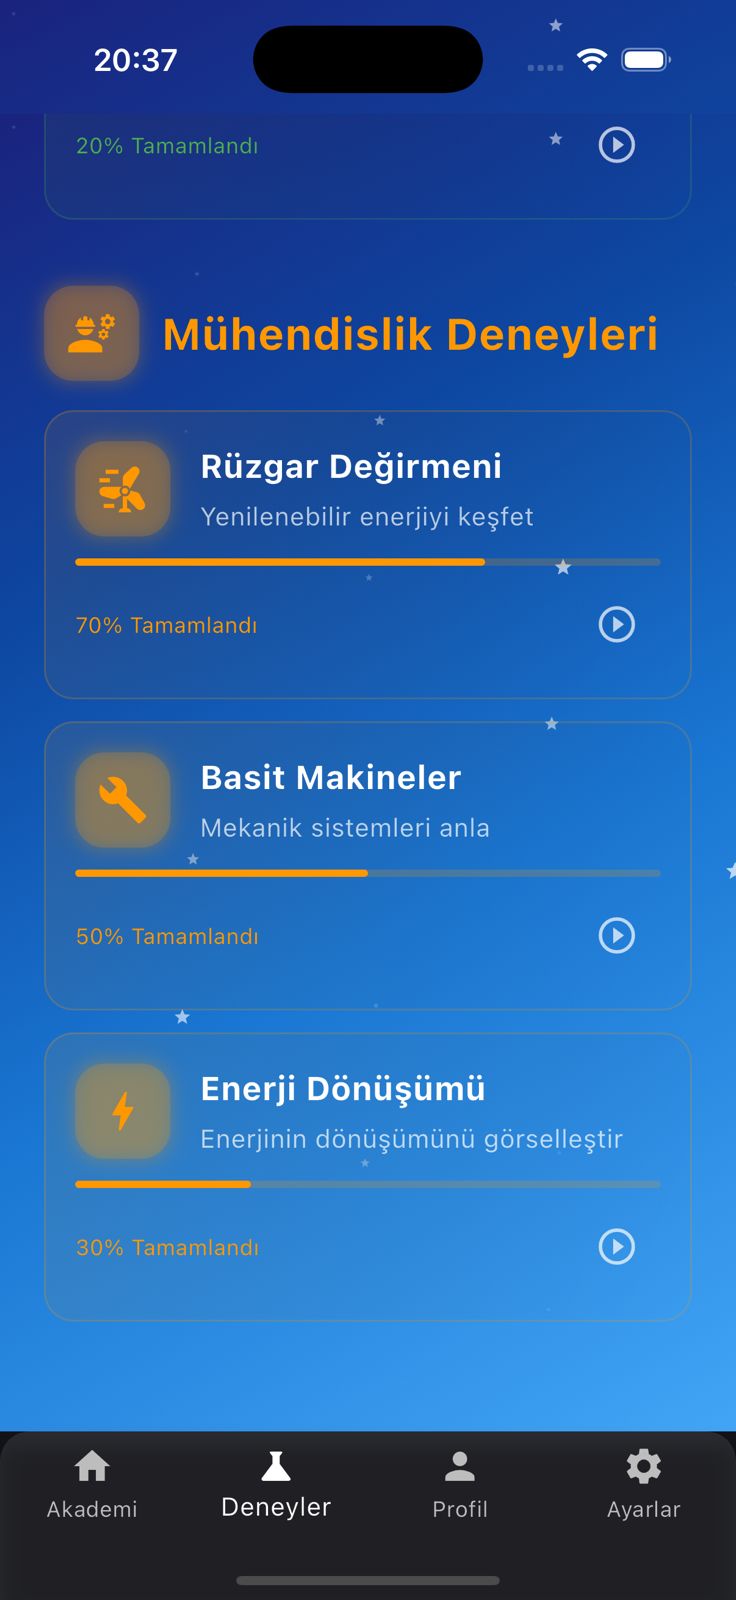 20:37
20% Tamamlandı
Mühendislik Deneyleri
Rüzgar Değirmeni
Yenilenebilir enerjiyi keşfet
70% Tamamlandı
Basit Makineler
Mekanik sistemleri anla
50% Tamamlandı
Enerji Dönüşümü
Enerjinin dönüşümünü görselleştir
30% Tamamlandı
Akademi
Deneyler
Profil
Ayarlar